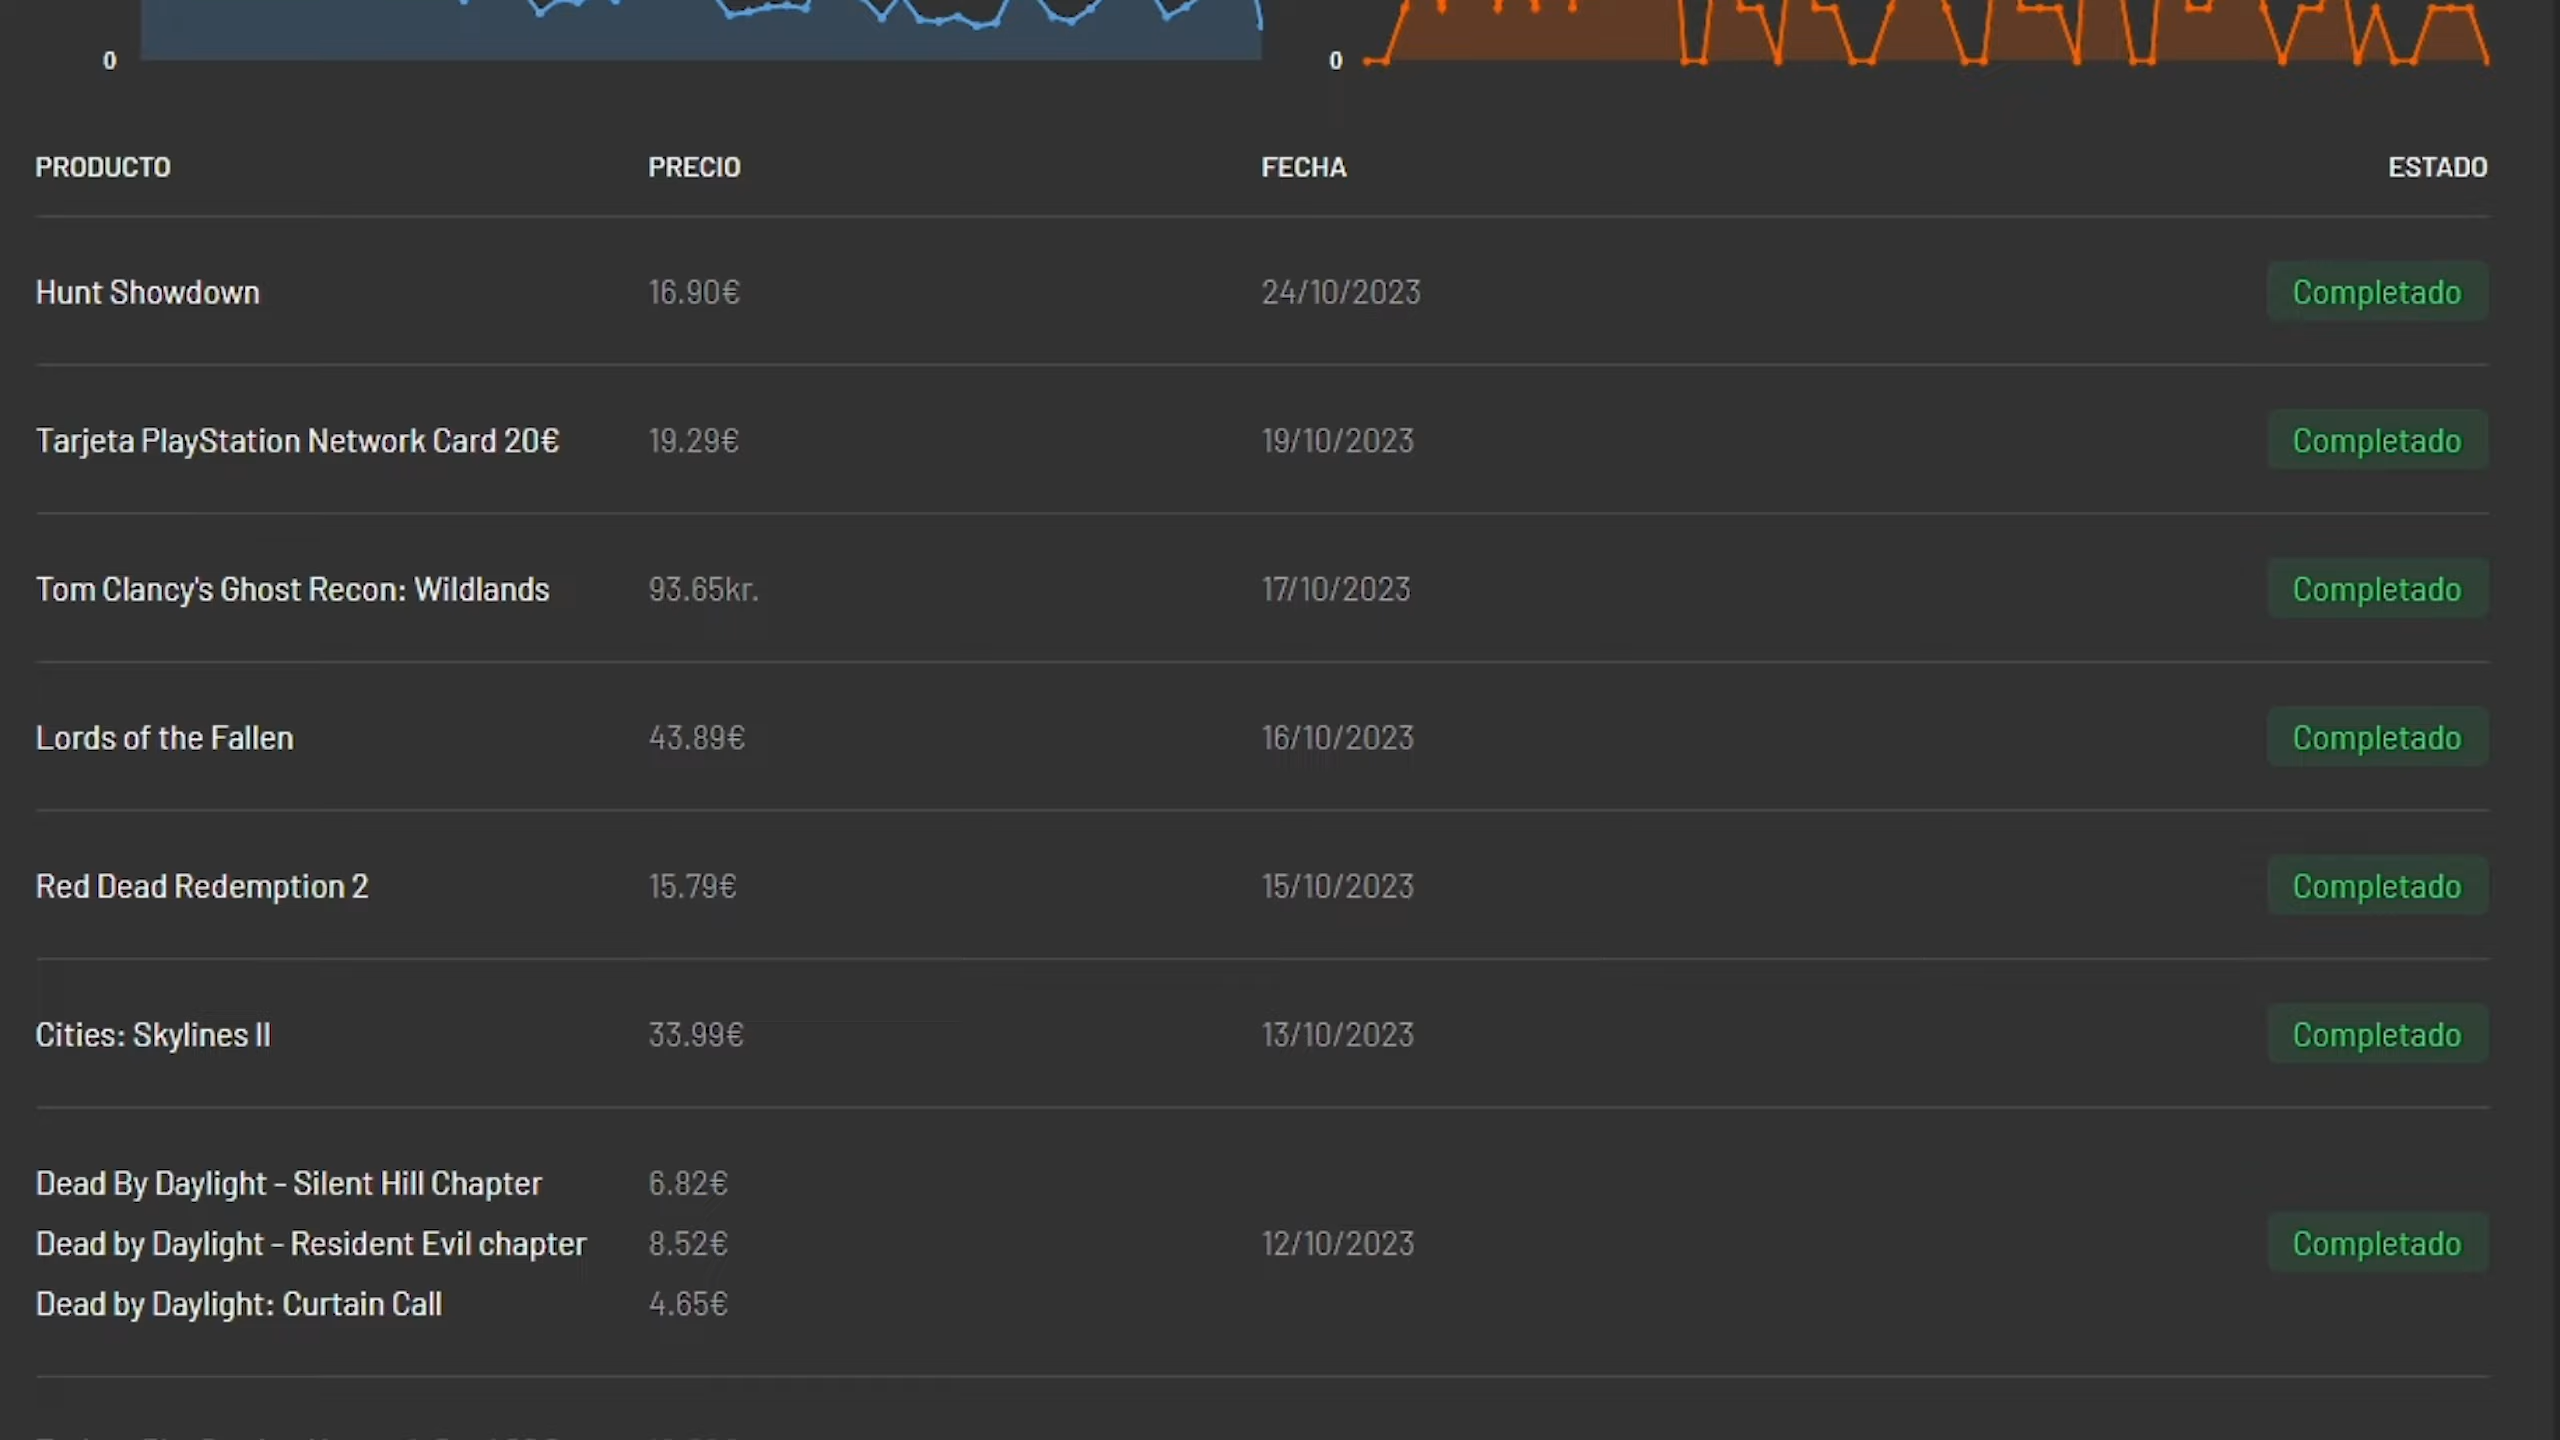 0 0
PRODUCTO PRECIO FECHA ESTADO
Hunt Showdown 16.90€ 24/10/2023 Completado
Tarjeta PlayStation Network Card 20€ 19.29€ 19/10/2023 Completado
Tom Clancy's Ghost Recon: Wildlands 93.65kr. 17/10/2023 Completado
Lords of the Fallen 43.89€ 16/10/2023 Completado
Red Dead Redemption 2 15.79€ 15/10/2023 Completado
Cities: Skylines II 33.99€ 13/10/2023 Completado
Dead By Daylight - Silent Hill Chapter 6.82€
Dead by Daylight - Resident Evil chapter 8.52€ 12/10/2023 Completado
Dead by Daylight: Curtain Call 4.65€